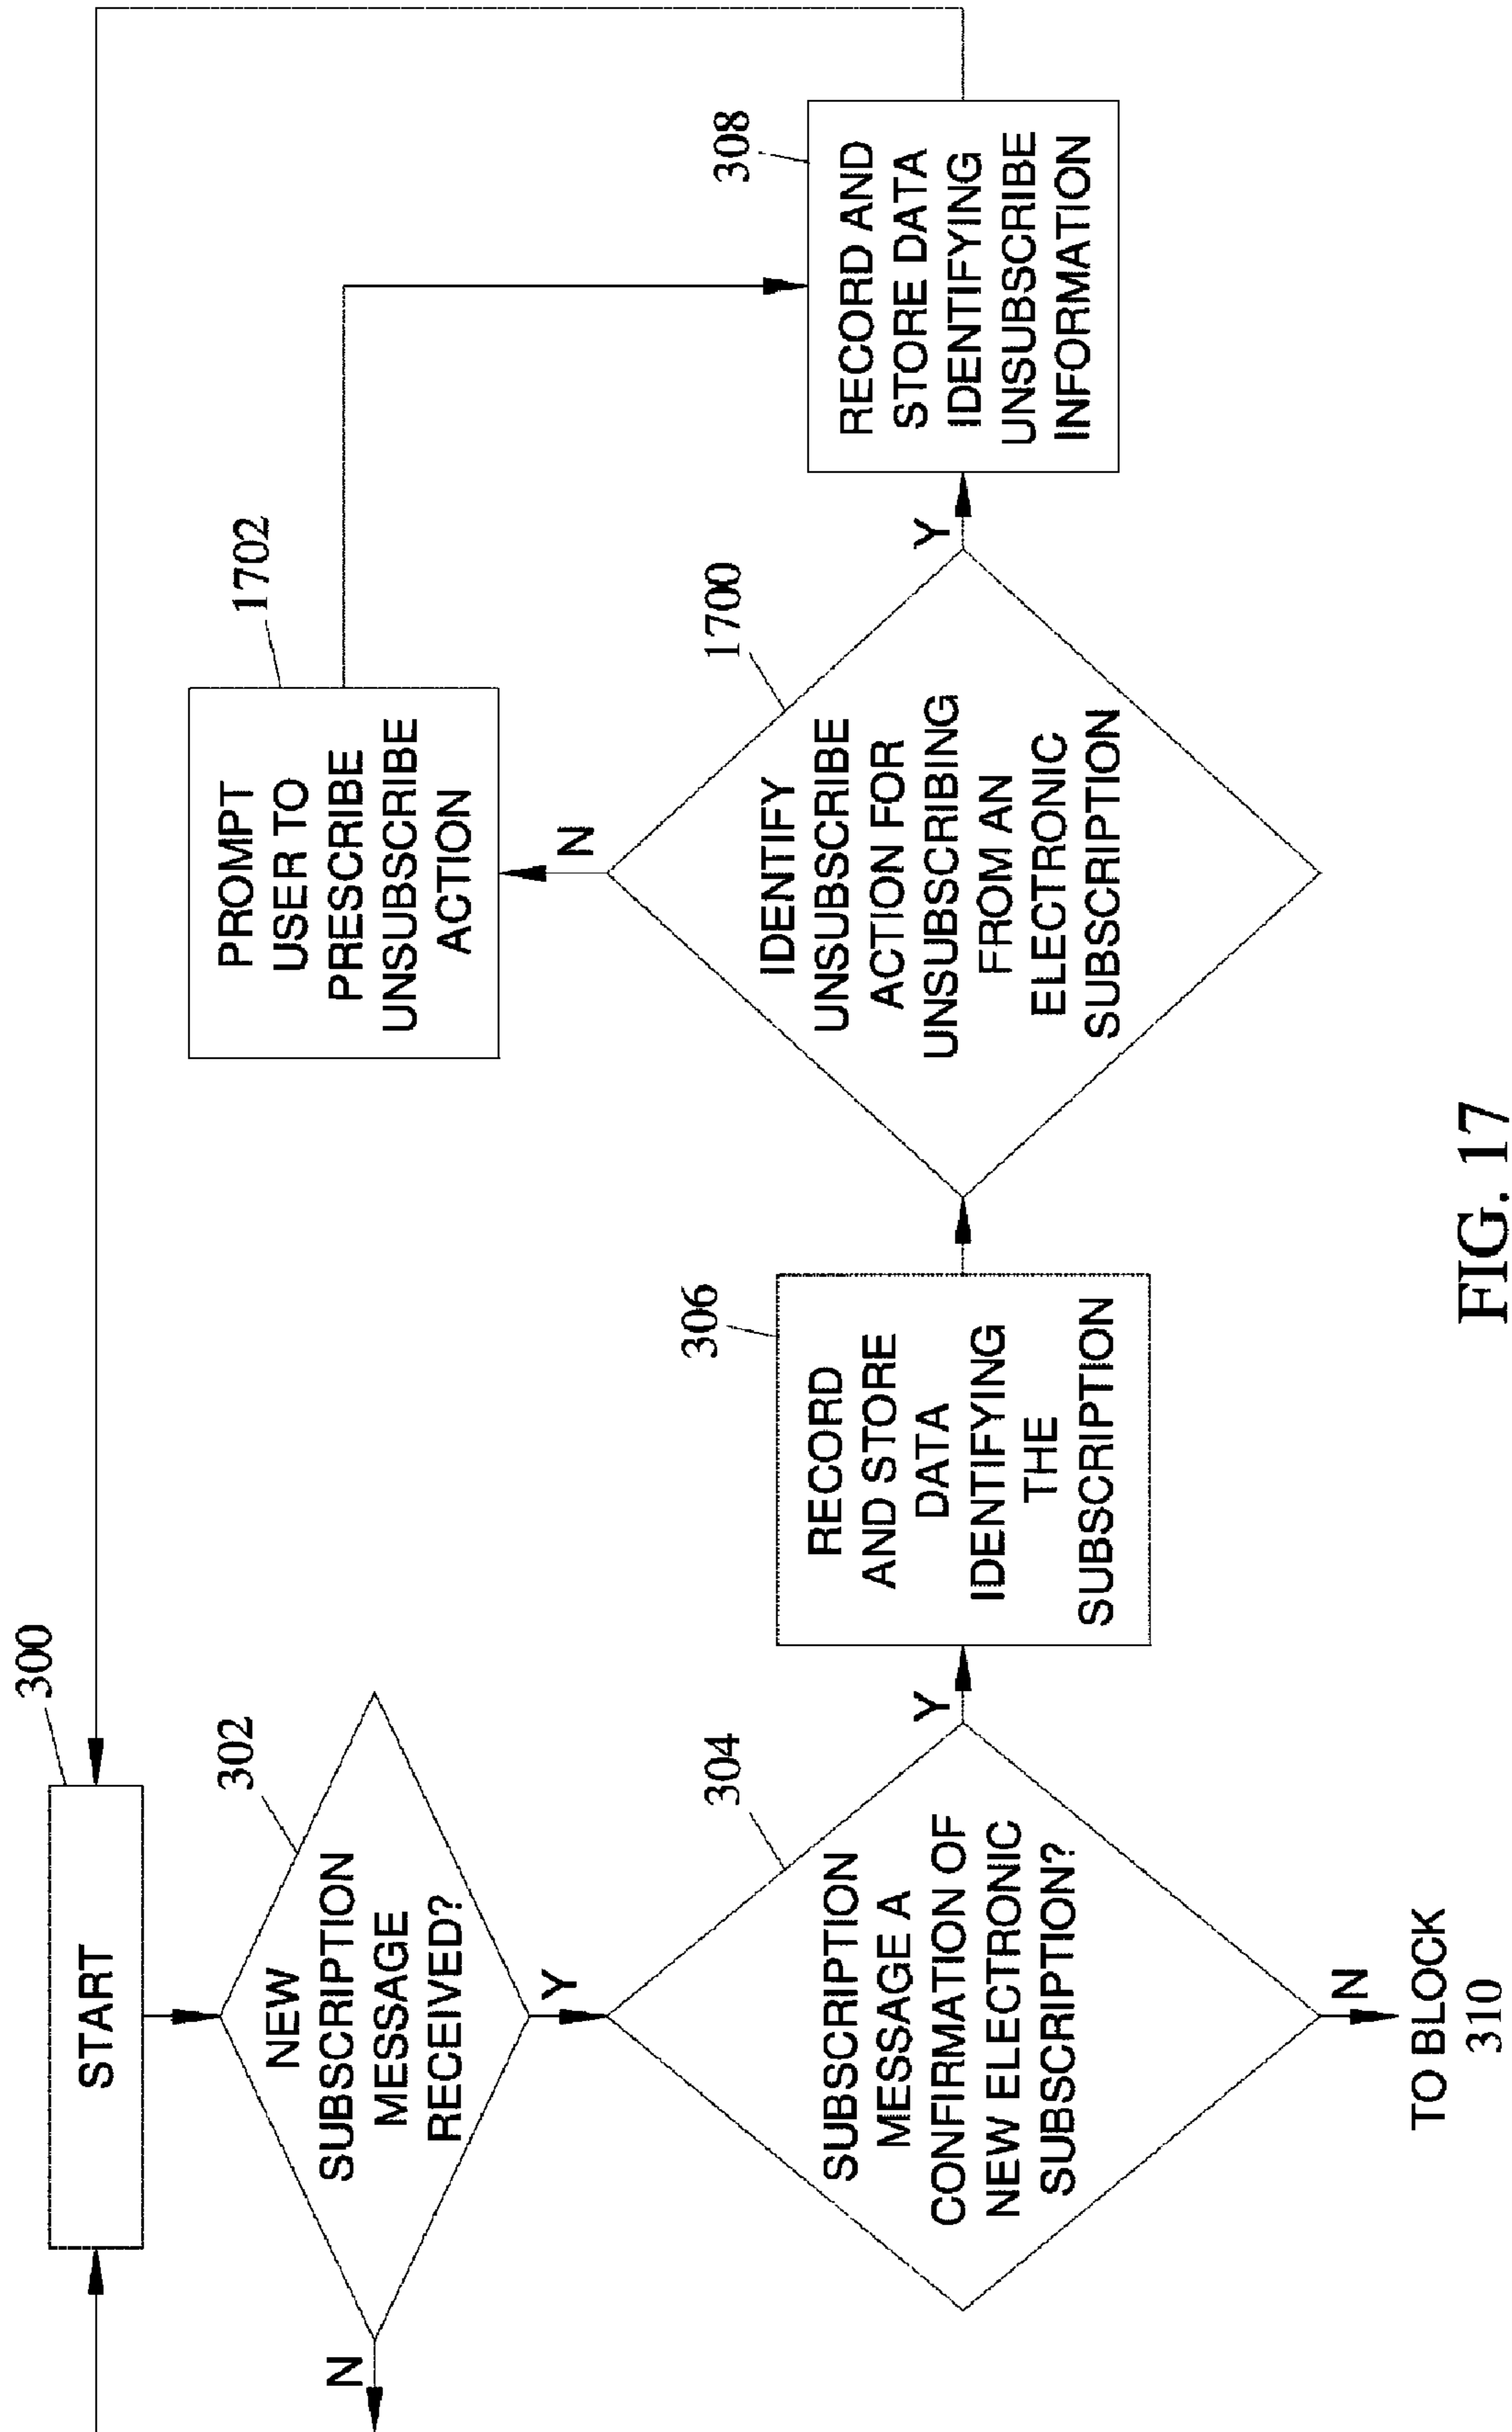 300
START
302
NEW
SUBSCRIPTION
MESSAGE
RECEIVED?
N
Y
304
SUBSCRIPTION
MESSAGE A
CONFIRMATION OF
NEW ELECTRONIC
SUBSCRIPTION?
N
TO BLOCK
310
Y
306
RECORD
AND STORE
DATA
IDENTIFYING
THE
SUBSCRIPTION
1700
IDENTIFY
UNSUBSCRIBE
ACTION FOR
UNSUBSCRIBING
FROM AN
ELECTRONIC
SUBSCRIPTION
N
1702
PROMPT
USER TO
PRESCRIBE
UNSUBSCRIBE
ACTION
Y
308
RECORD AND
STORE DATA
IDENTIFYING
UNSUBSCRIBE
INFORMATION
FIG. 17